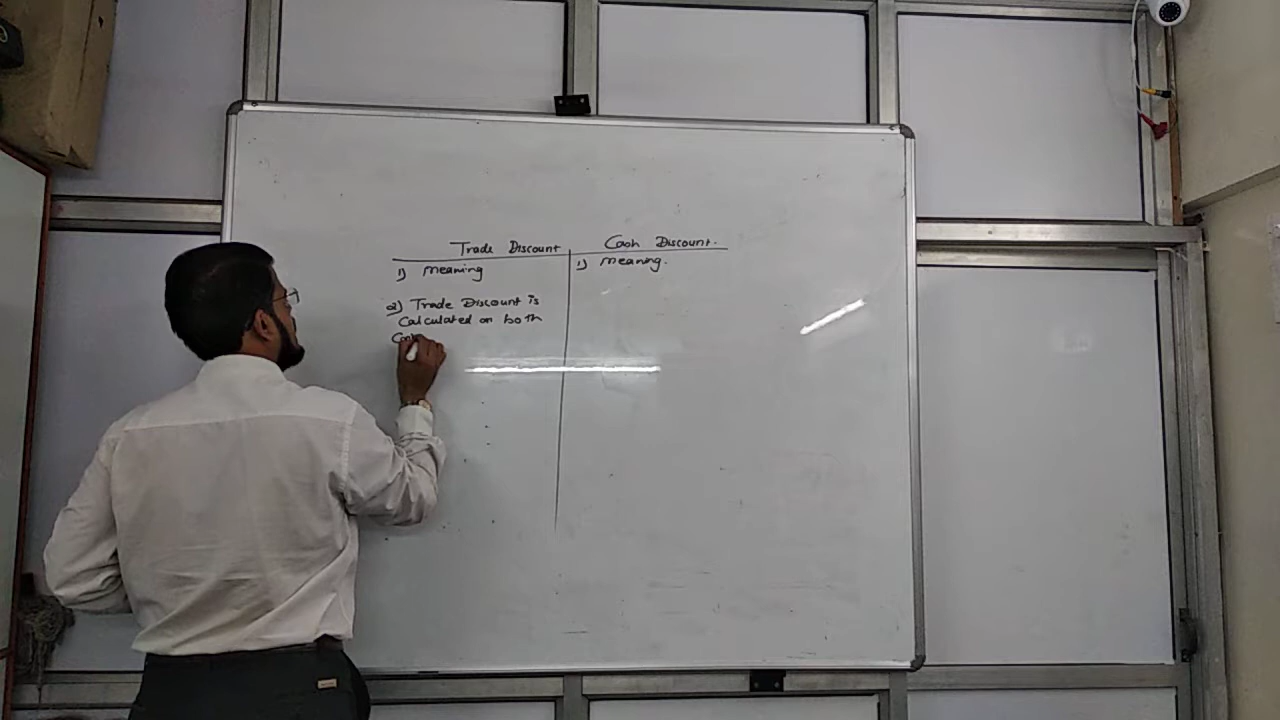 Trade Discount
Cash Discount.
1) Meaning
1) Meaning.
2) Trade Discount is
Calculated on both